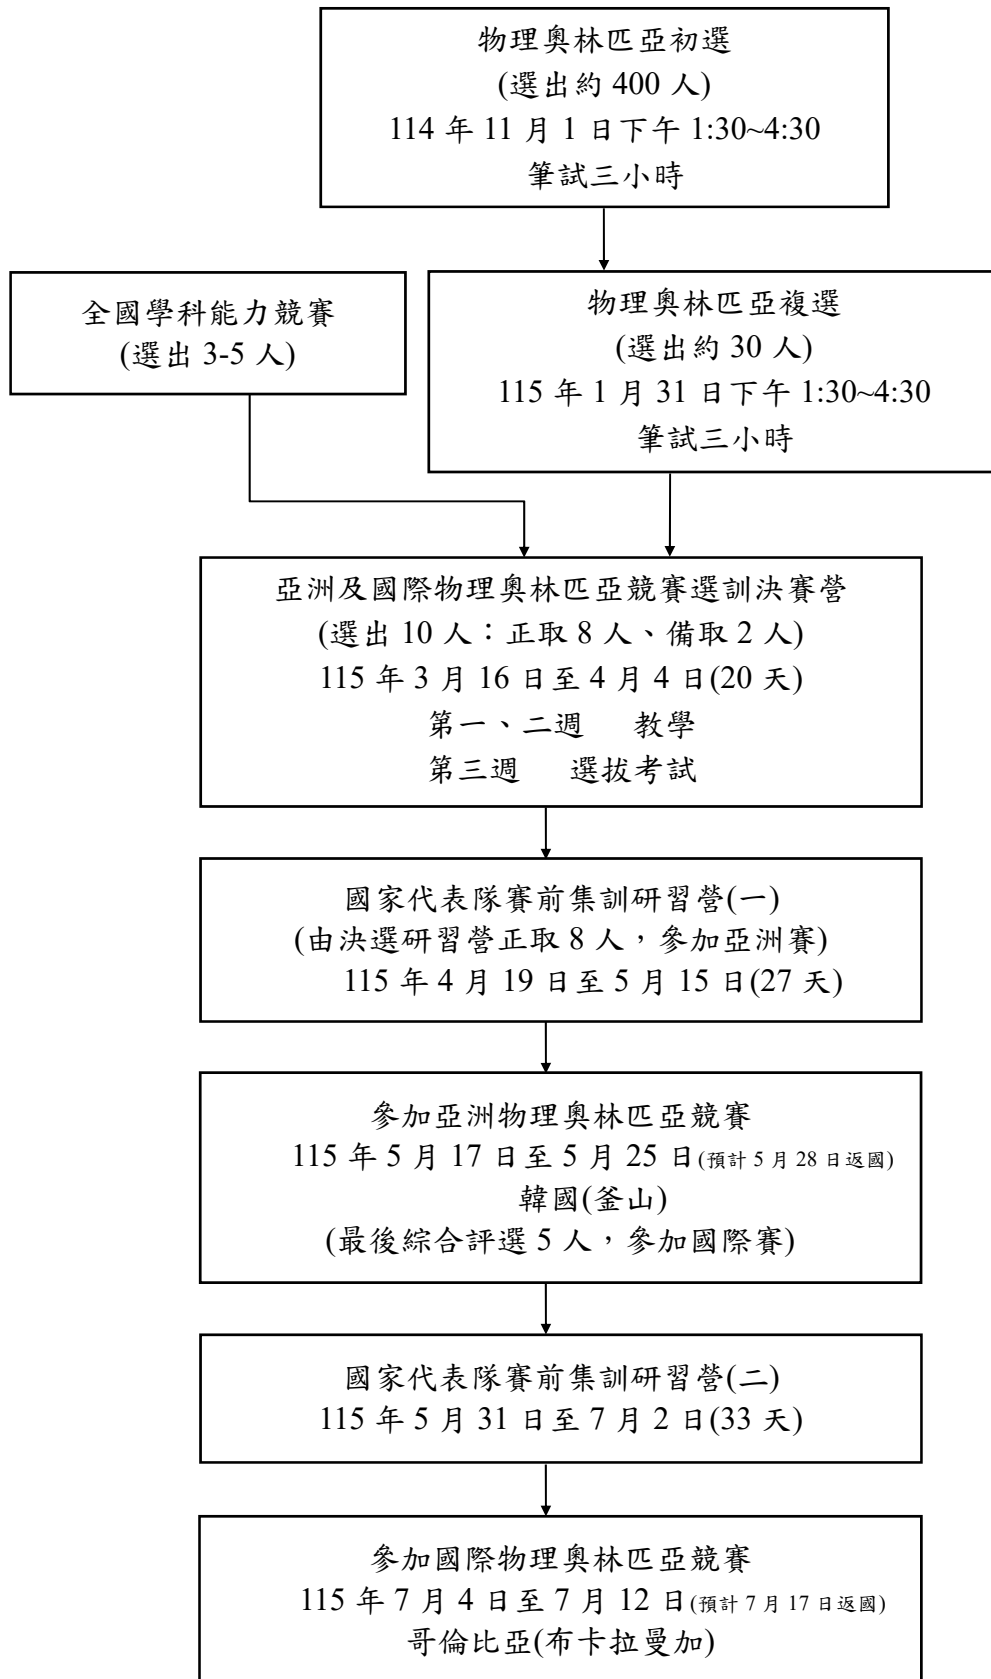 物理奧林匹亞初選
(選出約 400 人)
114 年 11 月 1 日下午 1:30~4:30
筆試三小時
全國學科能力競賽
(選出 3-5 人)
物理奧林匹亞複選
(選出約 30 人)
115 年 1 月 31 日下午 1:30~4:30
筆試三小時
亞洲及國際物理奧林匹亞競賽選訓決賽營
(選出 10 人：正取 8 人、備取 2 人)
115 年 3 月 16 日至 4 月 4 日(20 天)
第一、二週 教學
第三週 選拔考試
國家代表隊賽前集訓研習營(一)
(由決選研習營正取 8 人，參加亞洲賽)
115 年 4 月 19 日至 5 月 15 日(27 天)
參加亞洲物理奧林匹亞競賽
115 年 5 月 17 日至 5 月 25 日(預計 5 月 28 日返國)
韓國(釜山)
(最後綜合評選 5 人，參加國際賽)
國家代表隊賽前集訓研習營(二)
115 年 5 月 31 日至 7 月 2 日(33 天)
參加國際物理奧林匹亞競賽
115 年 7 月 4 日至 7 月 12 日(預計 7 月 17 日返國)
哥倫比亞(布卡拉曼加)